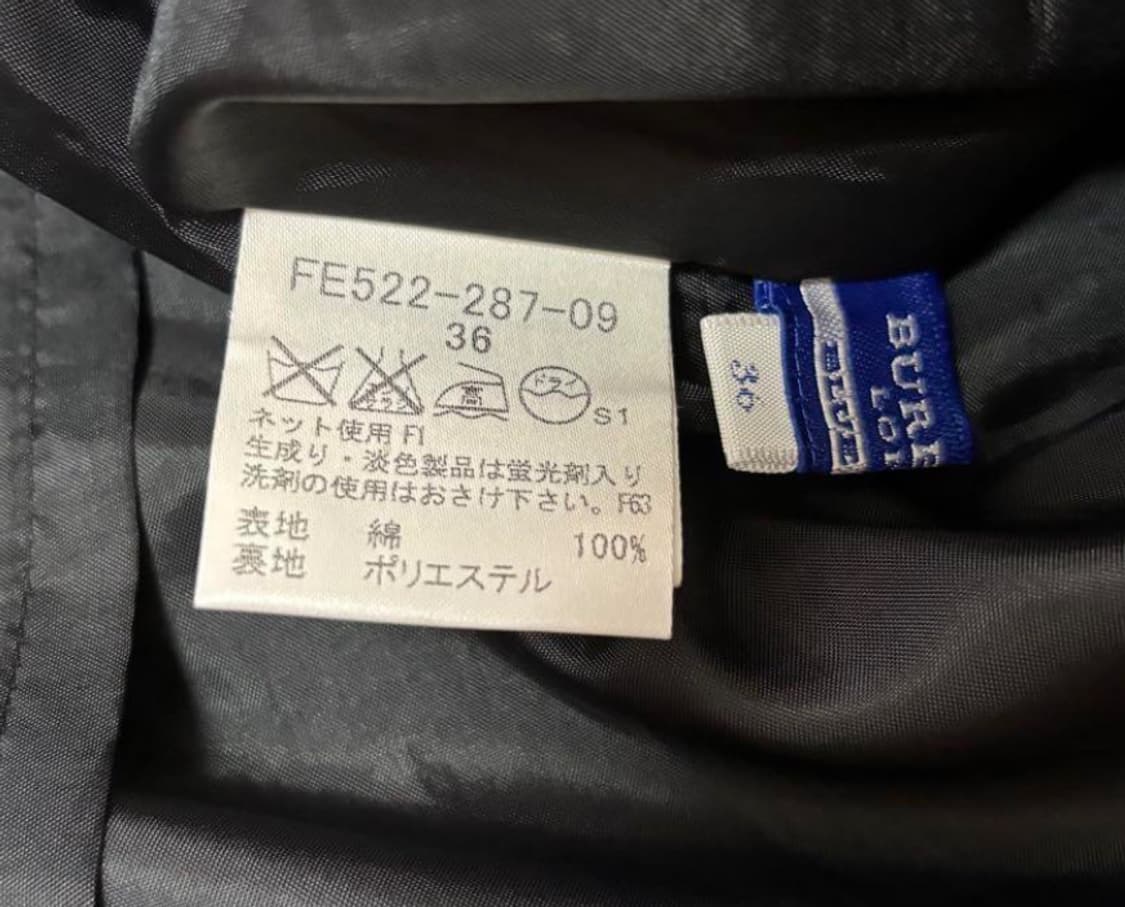 FE522-287-09
36
ドライ
高
S1
ネット使用 F1
生成り・淡色製品は蛍光剤入り
洗剤の使用はおさけ下さい。F63
表地 綿 100%
裏地 ポリエステル
36
BLUE